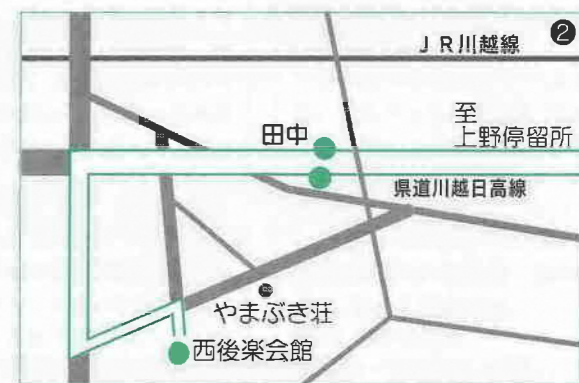 JR川越線
❷
至
上野停留所
田中
県道川越日高線
やまぶき荘
西後楽会館